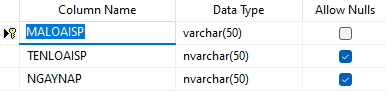 Column Name Data Type Allow Nulls
MALOAISP varchar(50)
TENLOAISP nvarchar(50)
NGAYNAP nvarchar(50)